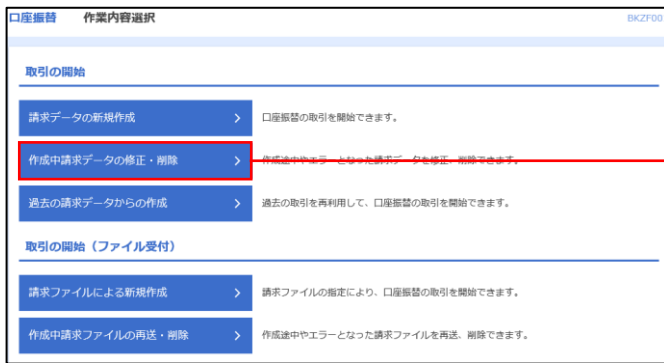 口座振替 作業内容選択 BKZF001
取引の開始
請求データの新規作成 口座振替の取引を開始できます。
作成中請求データの修正・削除 作成途中やエラーとなった請求データを修正、削除できます。
過去の請求データからの作成 過去の取引を再利用して、口座振替の取引を開始できます。
取引の開始（ファイル受付）
請求ファイルによる新規作成 請求ファイルの指定により、口座振替の取引を開始できます。
作成中請求ファイルの再送・削除 作成途中やエラーとなった請求ファイルを再送、削除できます。